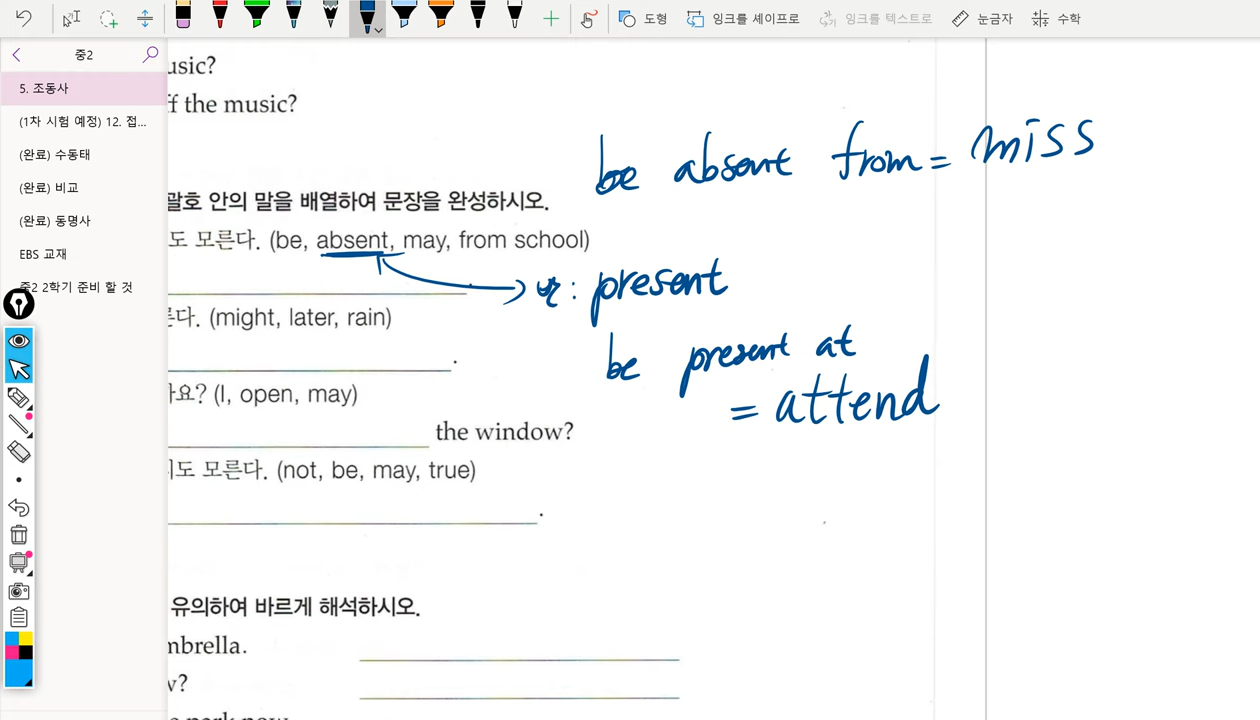 도형 잉크를 셰이프로 잉크를 텍스트로 눈금자 수학
중2
5. 조동사
(1차 시험 예정) 12. 접...
(완료) 수동태
(완료) 비교
(완료) 동명사
EBS 교재
중2 2학기 준비 할 것
usic?
ff the music?
be absent from = miss
괄호 안의 말을 배열하여 문장을 완성하시오.
도 모른다. (be, absent, may, from school)
: present
른다. (might, later, rain)
be present at
= attend
까요? (I, open, may)
the window?
지도 모른다. (not, be, may, true)
유의하여 바르게 해석하시오.
mbrella.
w?